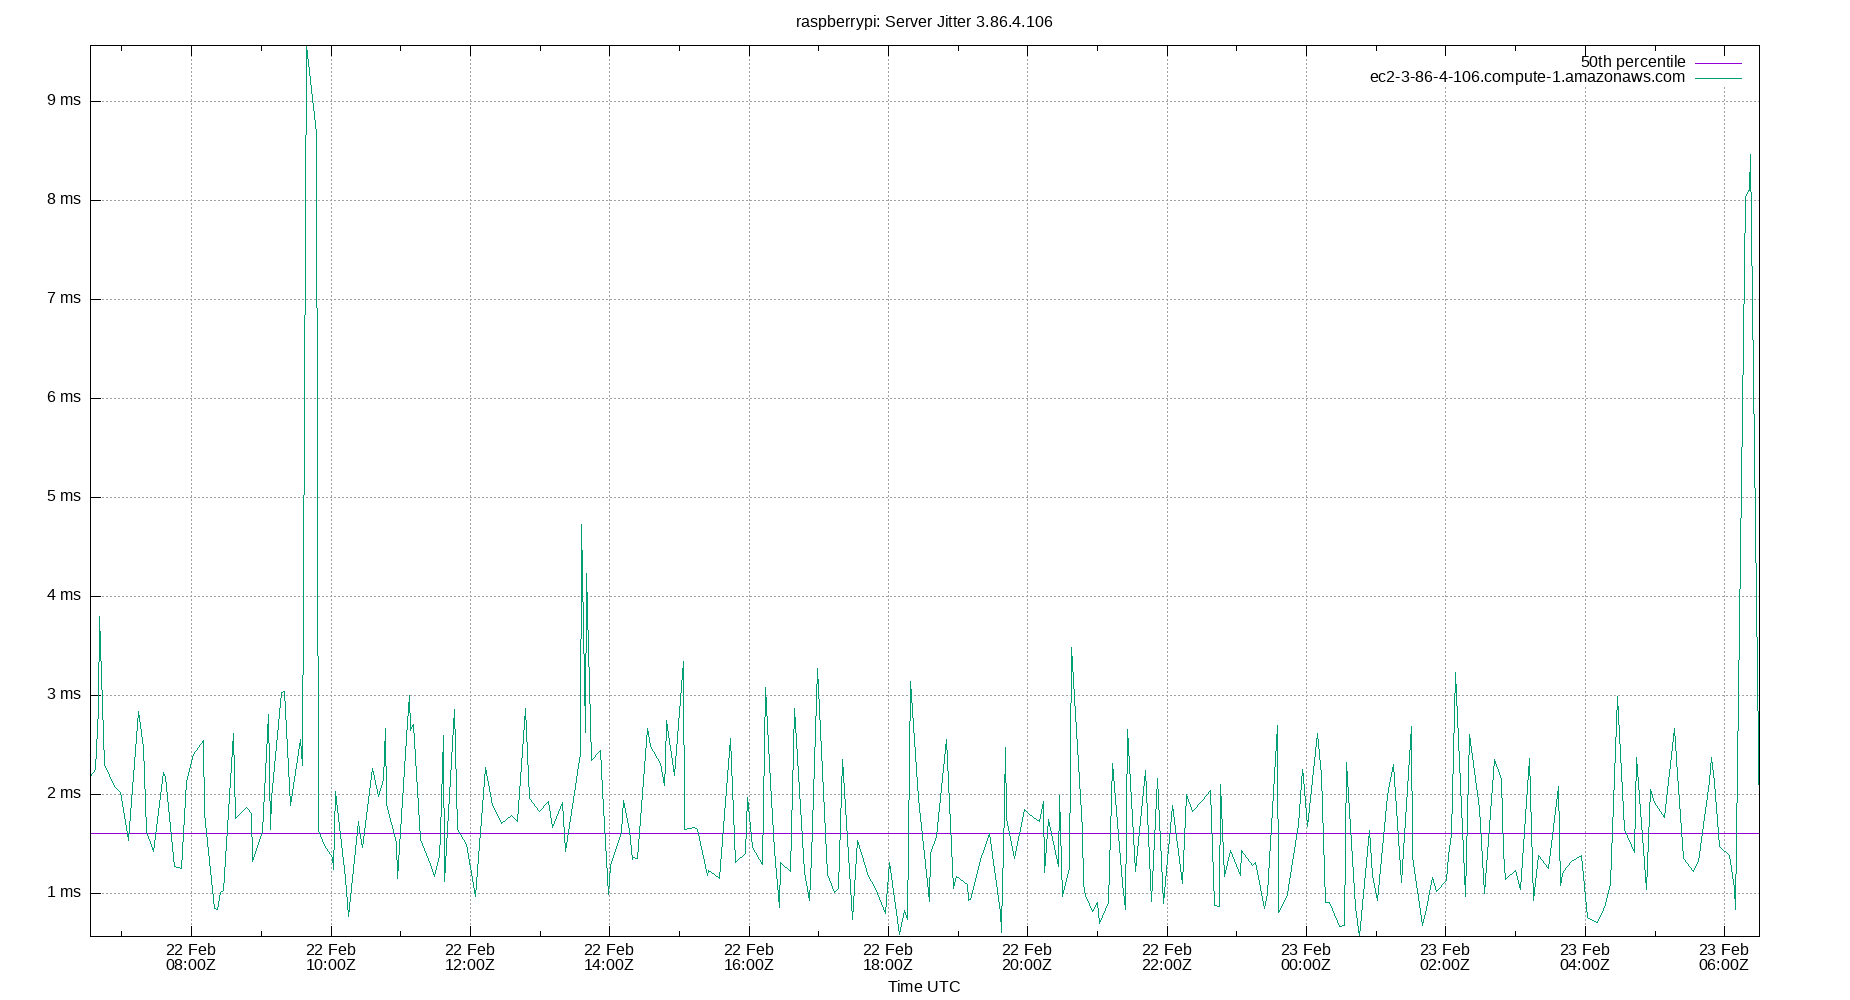 raspberrypi: Server Jitter 3.86.4.106
50th percentile
ec2-3-86-4-106.compute-1.amazonaws.com
9 ms
8 ms
7 ms
6 ms
5 ms
4 ms
3 ms
2 ms
1 ms
22 Feb 22 Feb 22 Feb 22 Feb 22 Feb 22 Feb 22 Feb 22 Feb 23 Feb 23 Feb 23 Feb 23 Feb
08:00Z 10:00Z 12:00Z 14:00Z 16:00Z 18:00Z 20:00Z 22:00Z 00:00Z 02:00Z 04:00Z 06:00Z
Time UTC